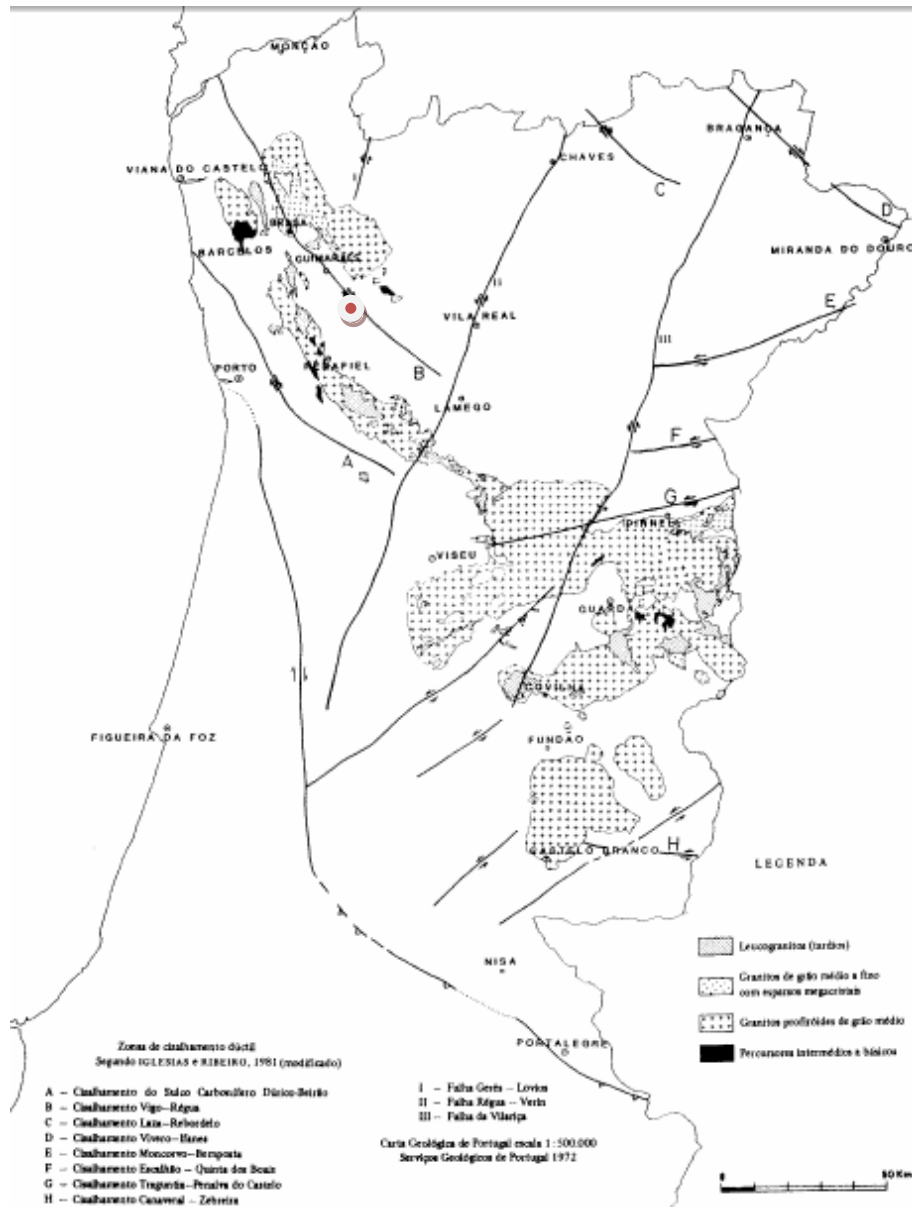 MONÇÃO
BRAGANÇA
CHAVES
VIANA DO CASTELO
I
C
D
BRAGA
BARCELOS
MIRANDA DO DOURO
GUIMARÃES
II
E
VILA REAL
III
PENAFIEL
B
PORTO
LAMEGO
F
A
G
PINHEL
VISEU
GUARDA
COVILHÃ
FIGUEIRA DA FOZ
FUNDÃO
CASTELO BRANCO
H
LEGENDA
Leucogranitos (tardios)
NISA
Granitos de grão médio a fino
com esparsos megacristais
Granitos porfiróides de grão médio
PORTALEGRE
Percursores intermédios a básicos
Zonas de cisalhamento dúctil
Segundo IGLESIAS e RIBEIRO, 1981 (modificado)
A – Cisalhamento do Sulco Carbonífero Dúrico-Beirão
B – Cisalhamento Vigo–Régua
C – Cisalhamento Laza–Rebordelo
D – Cisalhamento Vivero–Ifanes
E – Cisalhamento Moncorvo–Bemposta
F – Cisalhamento Escalhão – Quinta dos Bouis
G – Cisalhamento Traguntia–Penalva do Castelo
H – Cisalhamento Canaveral – Zebreira
I – Falha Gerês – Lovios
II – Falha Régua – Verin
III – Falha da Vilariça
Carta Geológica de Portugal escala 1:500.000
Serviços Geológicos de Portugal 1972
0 50 Km